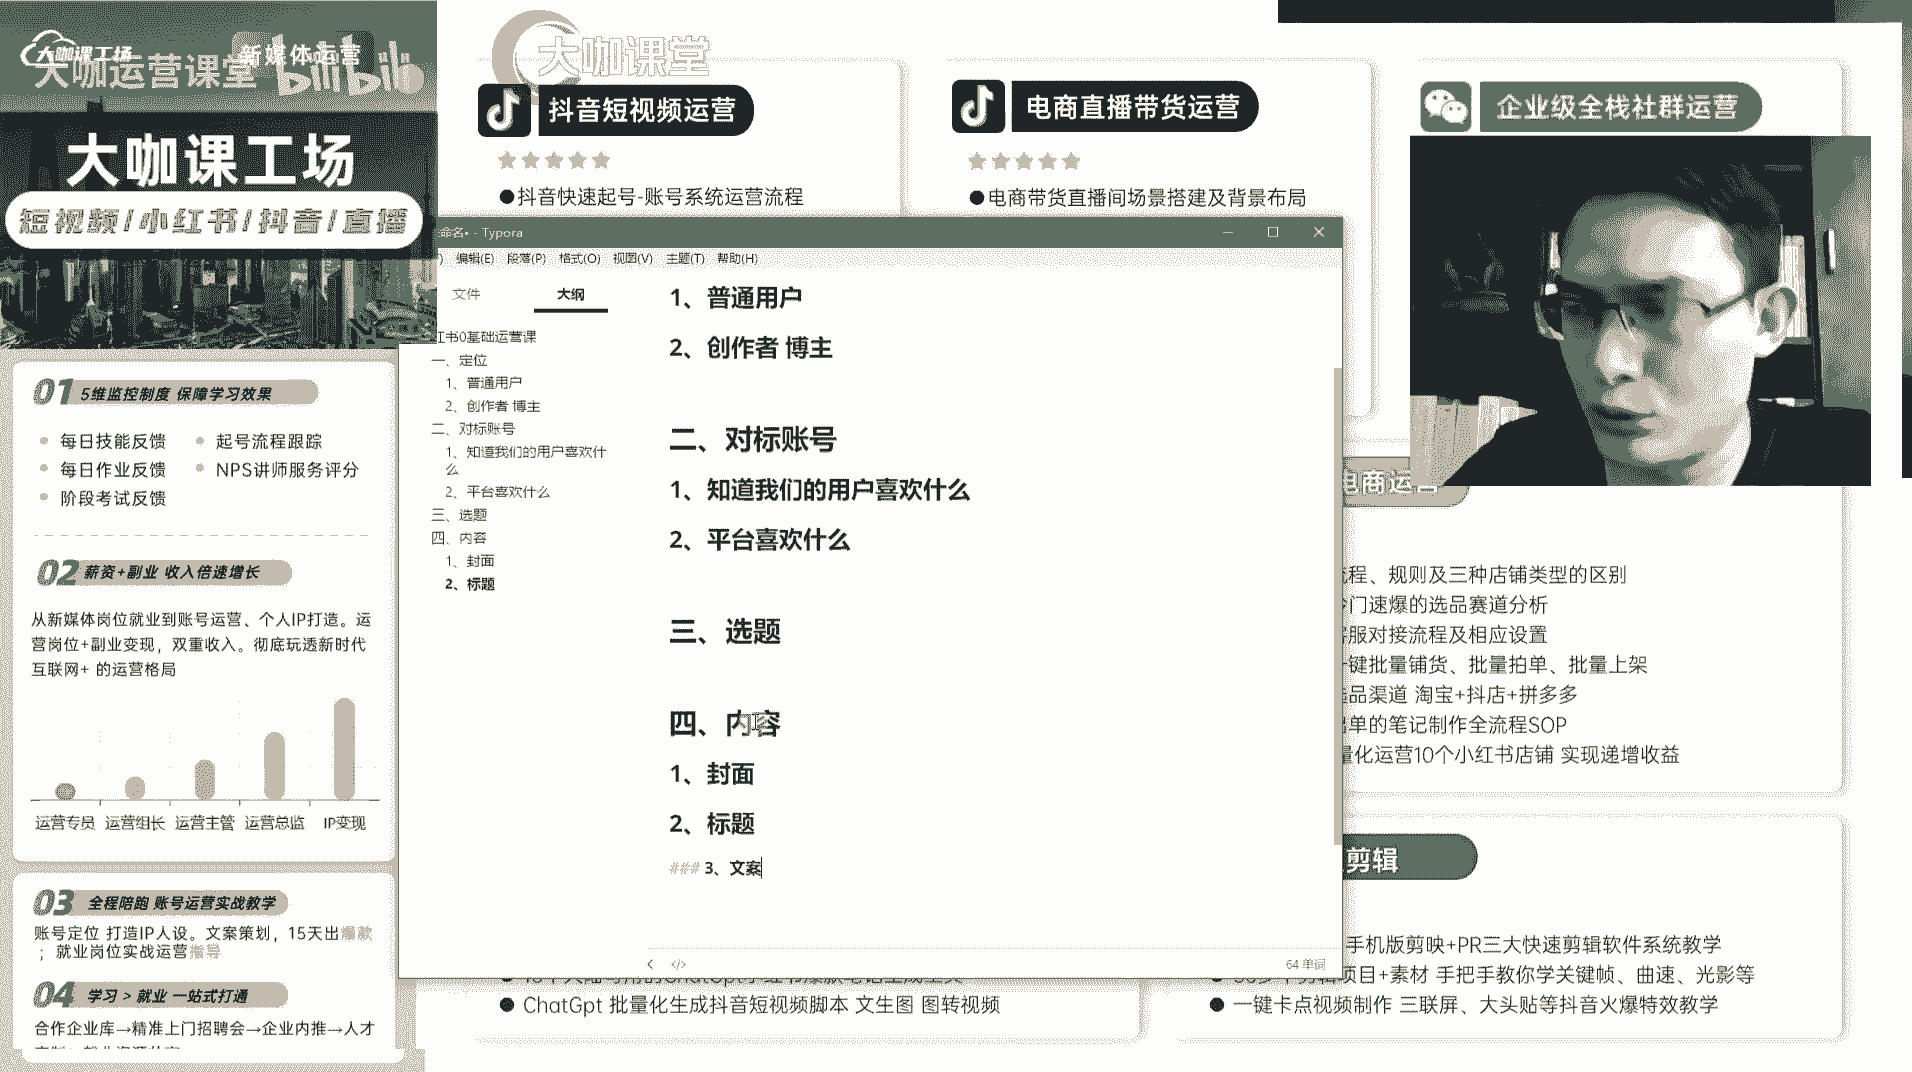 大咖课工场
新媒体运营
大咖运营课堂 bilibili
大咖课工场
短视频/小红书/抖音/直播
01 5维监控制度 保障学习效果
每日技能反馈 起号流程跟踪
每日作业反馈 NPS讲师服务评分
阶段考试反馈
02 薪资+副业 收入倍速增长
从新媒体岗位就业到账号运营、个人IP打造。运
营岗位+副业变现，双重收入。彻底玩透新时代
互联网+ 的运营格局
运营专员 运营组长 运营主管 运营总监 IP变现
03 全程陪跑 账号运营实战教学
账号定位 打造IP人设。文案策划，15天出爆款
；就业岗位实战运营指导
04 学习 > 就业 一站式打通
合作企业库→精准上门招聘会→企业内推→人才
大咖课堂
抖音短视频运营
●抖音快速起号-账号系统运营流程
电商直播带货运营
●电商带货直播间场景搭建及背景布局
企业级全栈社群运营
命名• - Typora
) 编辑(E) 段落(P) 格式(O) 视图(V) 主题(T) 帮助(H)
文件 大纲
红书0基础运营课
一、定位
1、普通用户
2、创作者 博主
二、对标账号
1、知道我们的用户喜欢什
么
2、平台喜欢什么
三、选题
四、内容
1、封面
2、标题
1、普通用户
2、创作者 博主
二、对标账号
1、知道我们的用户喜欢什么
2、平台喜欢什么
三、选题
四、内容
1、封面
2、标题
### 3、文案
64 单词
电商运营
流程、规则及三种店铺类型的区别
冷门速爆的选品赛道分析
客服对接流程及相应设置
一键批量铺货、批量拍单、批量上架
选品渠道 淘宝+抖店+拼多多
出单的笔记制作全流程SOP
量化运营10个小红书店铺 实现递增收益
剪辑
手机版剪映+PR三大快速剪辑软件系统教学
项目+素材 手把手教你学关键帧、曲速、光影等
● 一键卡点视频制作 三联屏、大头贴等抖音火爆特效教学
● ChatGpt 批量化生成抖音短视频脚本 文生图 图转视频